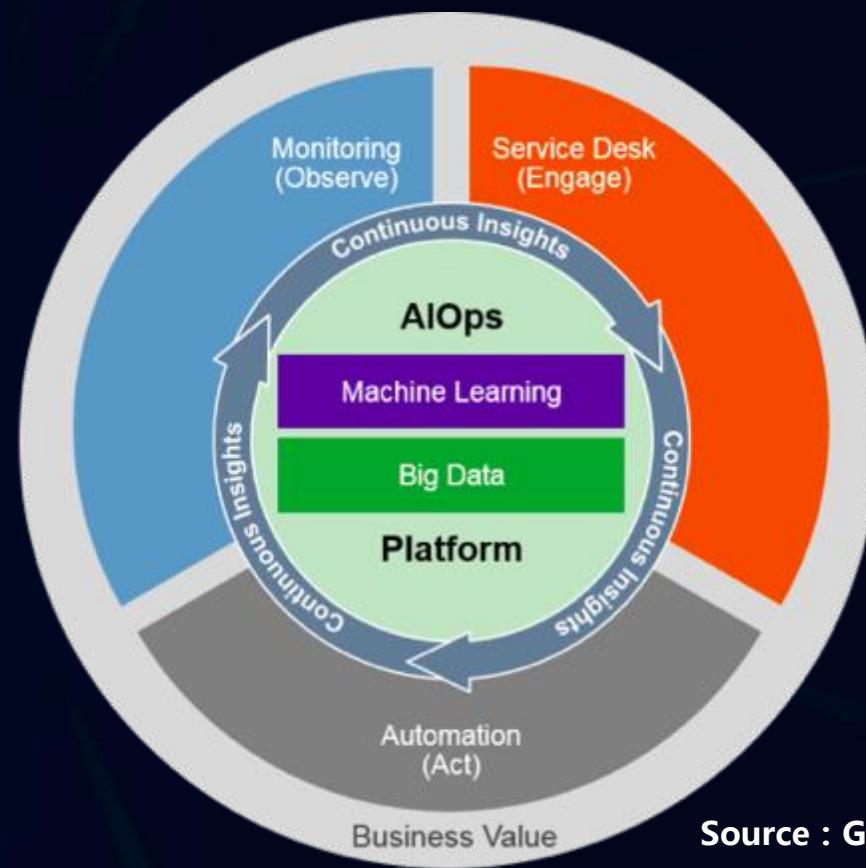 Monitoring
(Observe)
Service Desk
(Engage)
Continuous Insights
Continuous Insights
Continuous Insights
AIOps
Machine Learning
Big Data
Platform
Automation
(Act)
Business Value
Source : G